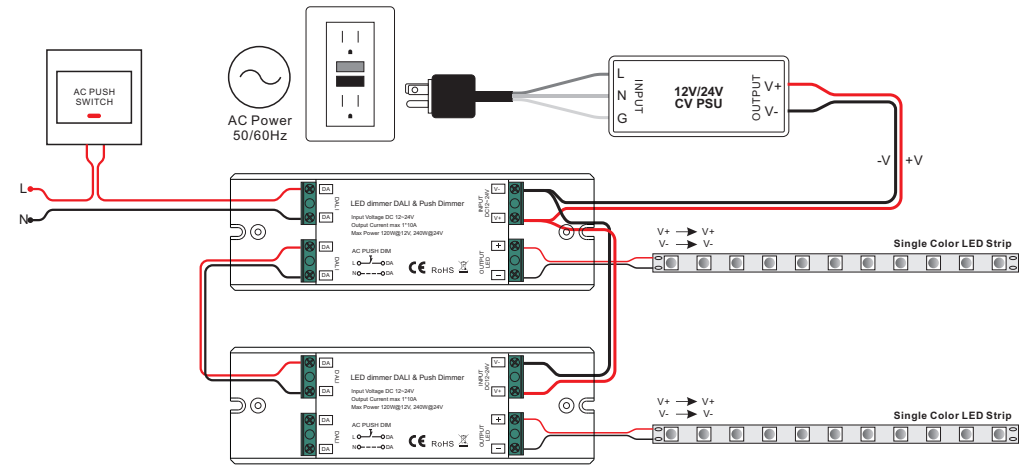 AC PUSH
SWITCH
AC Power
50/60Hz
L
N
G
INPUT
12V/24V
CV PSU
OUTPUT
V+
V-
-V
+V
L
N
DA
DA
DALI
DA
DA
DALI
LED dimmer DALI & Push Dimmer
Input Voltage DC 12~24V
Output Current max 1*10A
Max Power 120W@12V, 240W@24V
AC PUSH DIM
L DA
N DA
CE RoHS
INPUT
DC12~24V
V-
V+
OUTPUT
LED
+
−
V+ V+
V- V-
Single Color LED Strip
DA
DA
DALI
DA
DA
DALI
LED dimmer DALI & Push Dimmer
Input Voltage DC 12~24V
Output Current max 1*10A
Max Power 120W@12V, 240W@24V
AC PUSH DIM
L DA
N DA
CE RoHS
INPUT
DC12~24V
V-
V+
OUTPUT
LED
+
−
V+ V+
V- V-
Single Color LED Strip